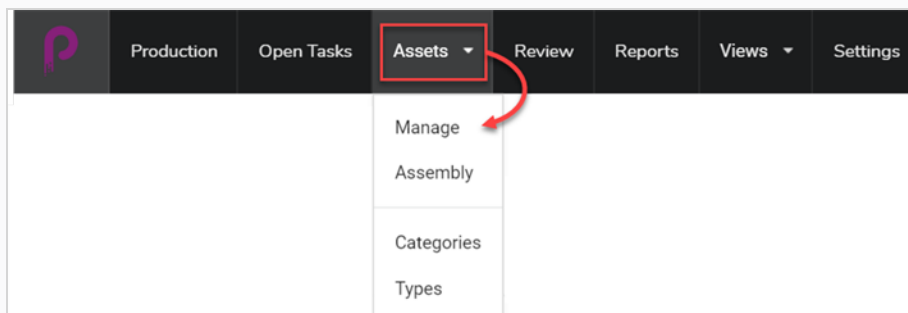 Production Open Tasks Assets Review Reports Views Settings
Manage
Assembly
Categories
Types